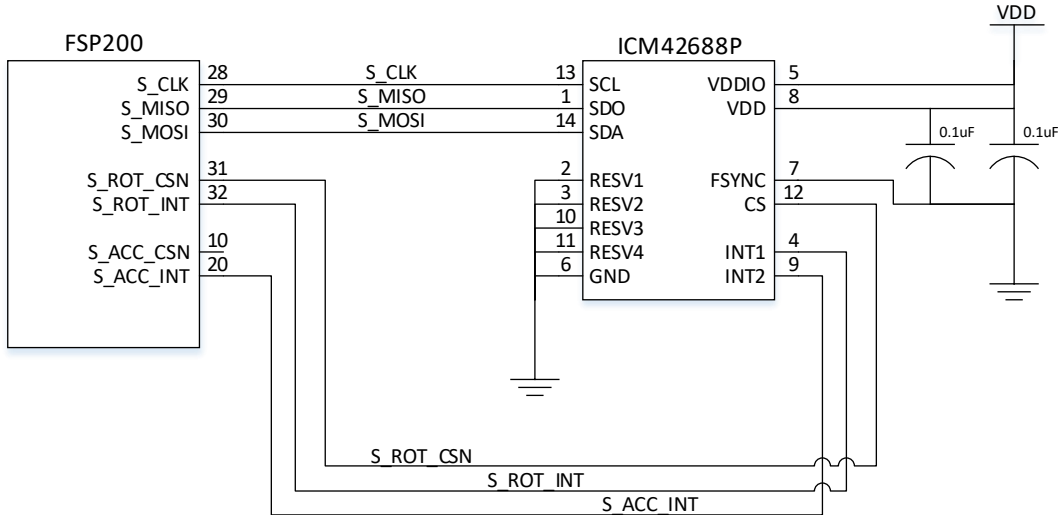 VDD
FSP200
ICM42688P
S_CLK 28 S_CLK 13 SCL VDDIO 5
S_MISO 29 S_MISO 1 SDO VDD 8
S_MOSI 30 S_MOSI 14 SDA
0.1uF 0.1uF
S_ROT_CSN 31 2 RESV1 FSYNC 7
S_ROT_INT 32 3 RESV2 CS 12
10 RESV3
S_ACC_CSN 10 11 RESV4 INT1 4
S_ACC_INT 20 6 GND INT2 9
S_ROT_CSN
S_ROT_INT
S_ACC_INT